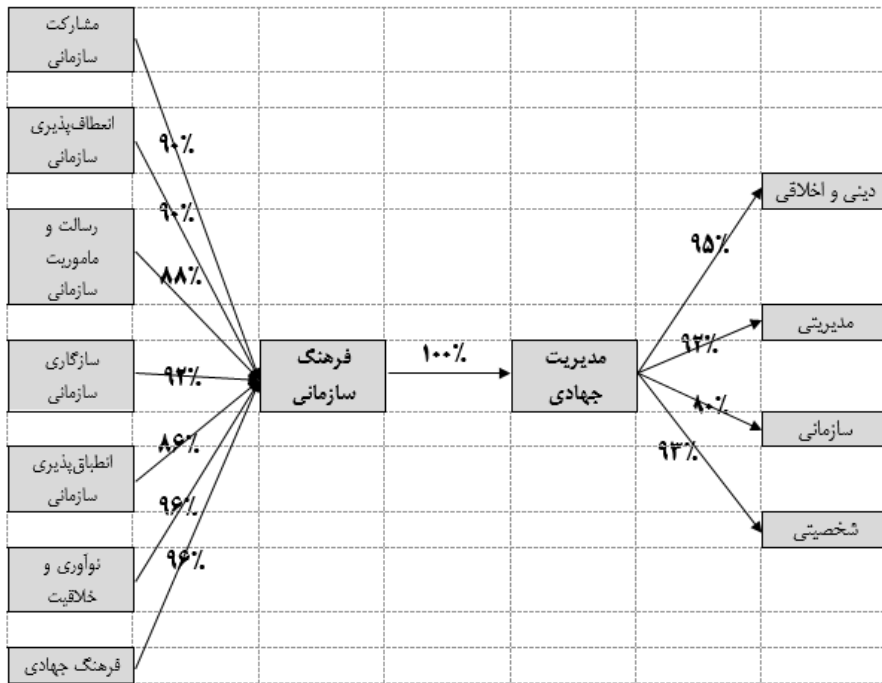 مشارکت
سازمانی
انعطاف‌پذیری
سازمانی
۹۰٪
دینی و اخلاقی
۹۰٪
رسالت و
ماموریت
سازمانی
۹۵٪
۸۸٪
مدیریتی
سازگاری
سازمانی
۹۲٪
فرهنگ
سازمانی
۱۰۰٪
مدیریت
جهادی
۹۲٪
۸۰٪
سازمانی
انطباق‌پذیری
سازمانی
۸۶٪
۹۳٪
۹۶٪
شخصیتی
نوآوری و
خلاقیت
۹۶٪
فرهنگ جهادی